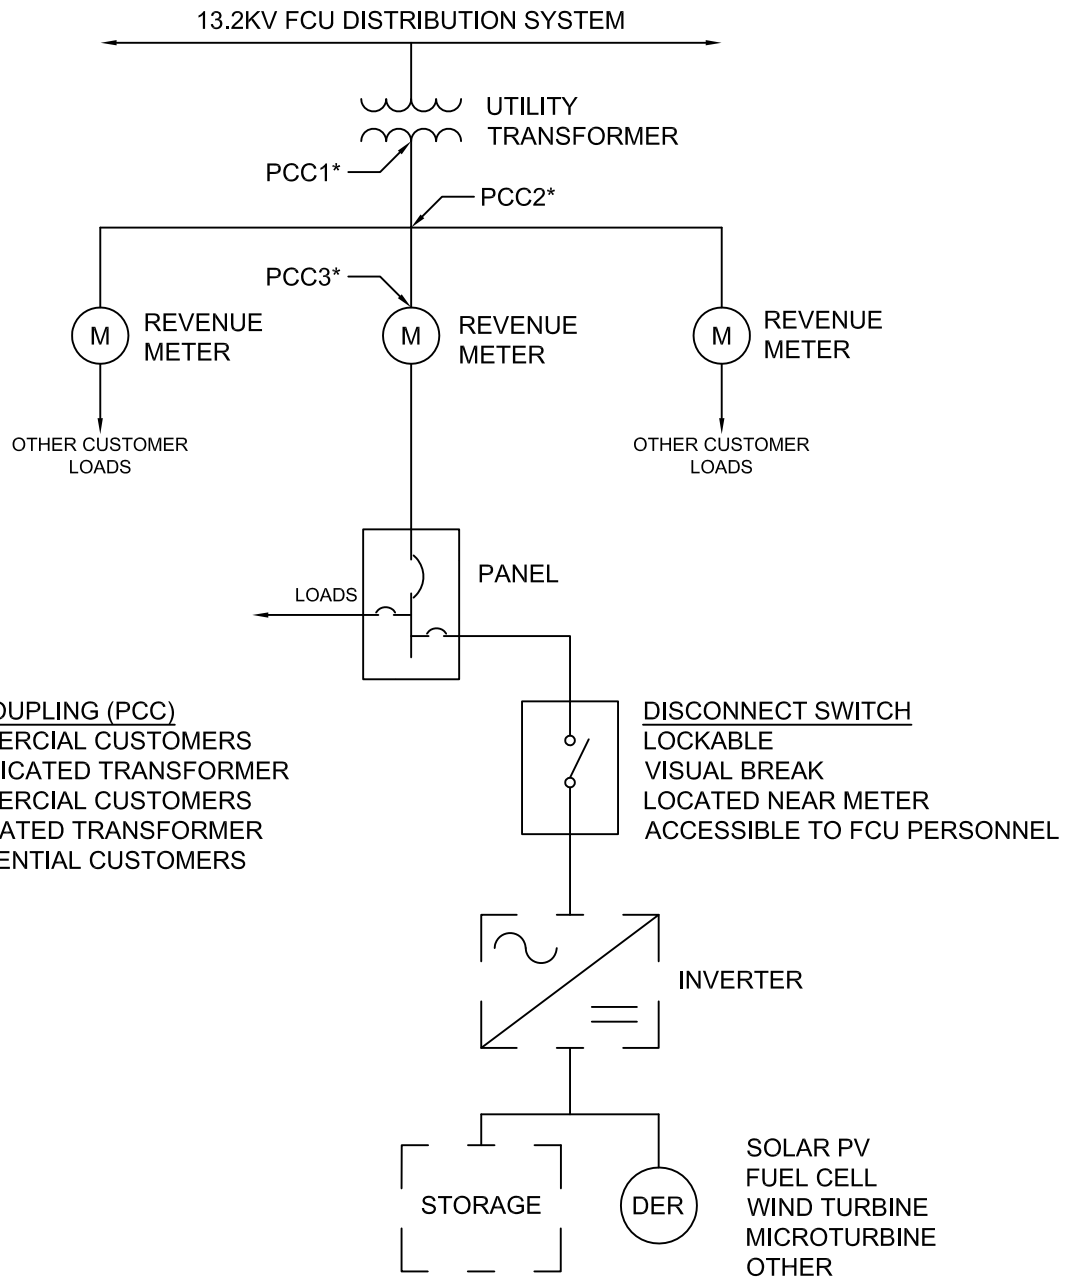 13.2KV FCU DISTRIBUTION SYSTEM
UTILITY
TRANSFORMER
PCC1*
PCC2*
PCC3*
M
REVENUE
METER
M
REVENUE
METER
M
REVENUE
METER
OTHER CUSTOMER
LOADS
OTHER CUSTOMER
LOADS
PANEL
LOADS
OUPLING (PCC)
ERCIAL CUSTOMERS
ICATED TRANSFORMER
ERCIAL CUSTOMERS
ATED TRANSFORMER
ENTIAL CUSTOMERS
DISCONNECT SWITCH
LOCKABLE
VISUAL BREAK
LOCATED NEAR METER
ACCESSIBLE TO FCU PERSONNEL
INVERTER
STORAGE
DER
SOLAR PV
FUEL CELL
WIND TURBINE
MICROTURBINE
OTHER